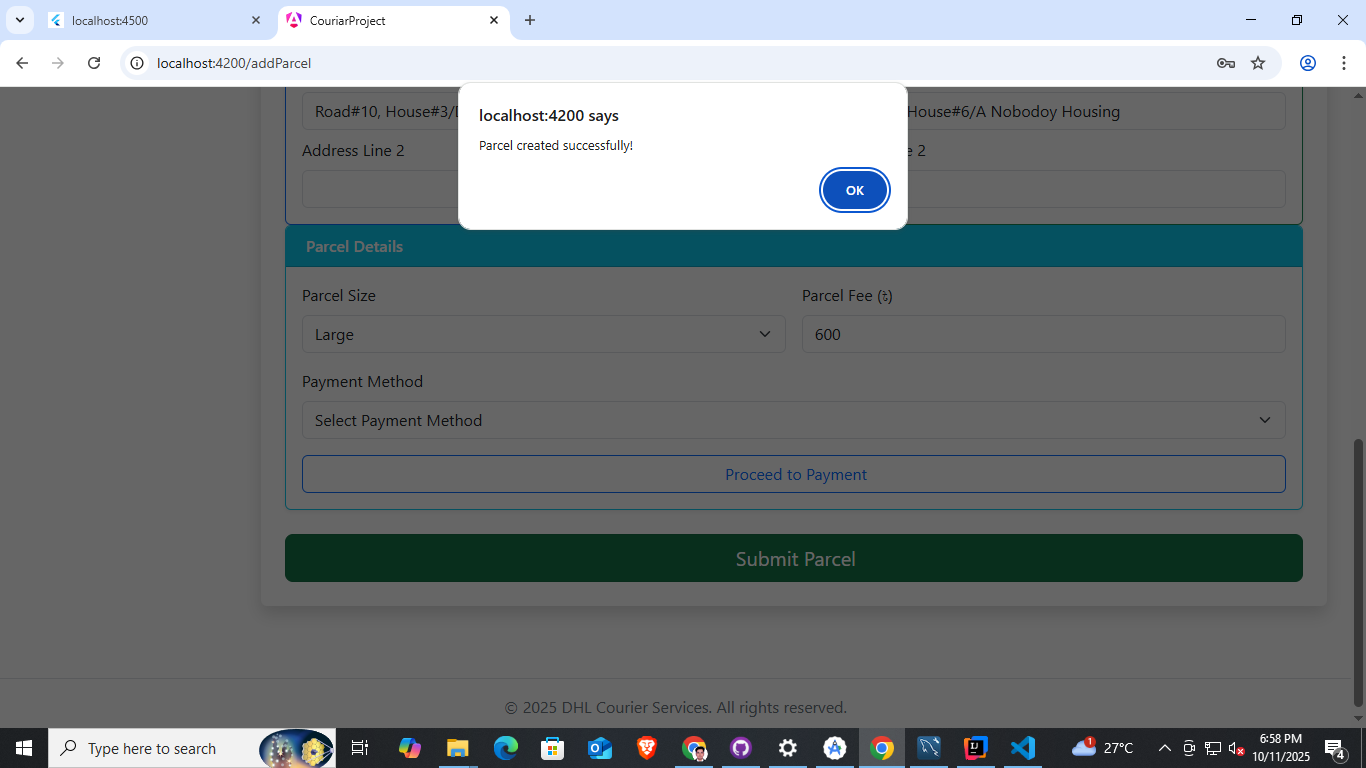 localhost:4500
CouriarProject
localhost:4200/addParcel
localhost:4200 says
Parcel created successfully!
OK
Road#10, House#3/
House#6/A Nobodoy Housing
Address Line 2
e 2
Parcel Details
Parcel Size
Parcel Fee (৳)
Large
600
Payment Method
Select Payment Method
Proceed to Payment
Submit Parcel
© 2025 DHL Courier Services. All rights reserved.
Type here to search
1
27°C
6:58 PM
10/11/2025
4